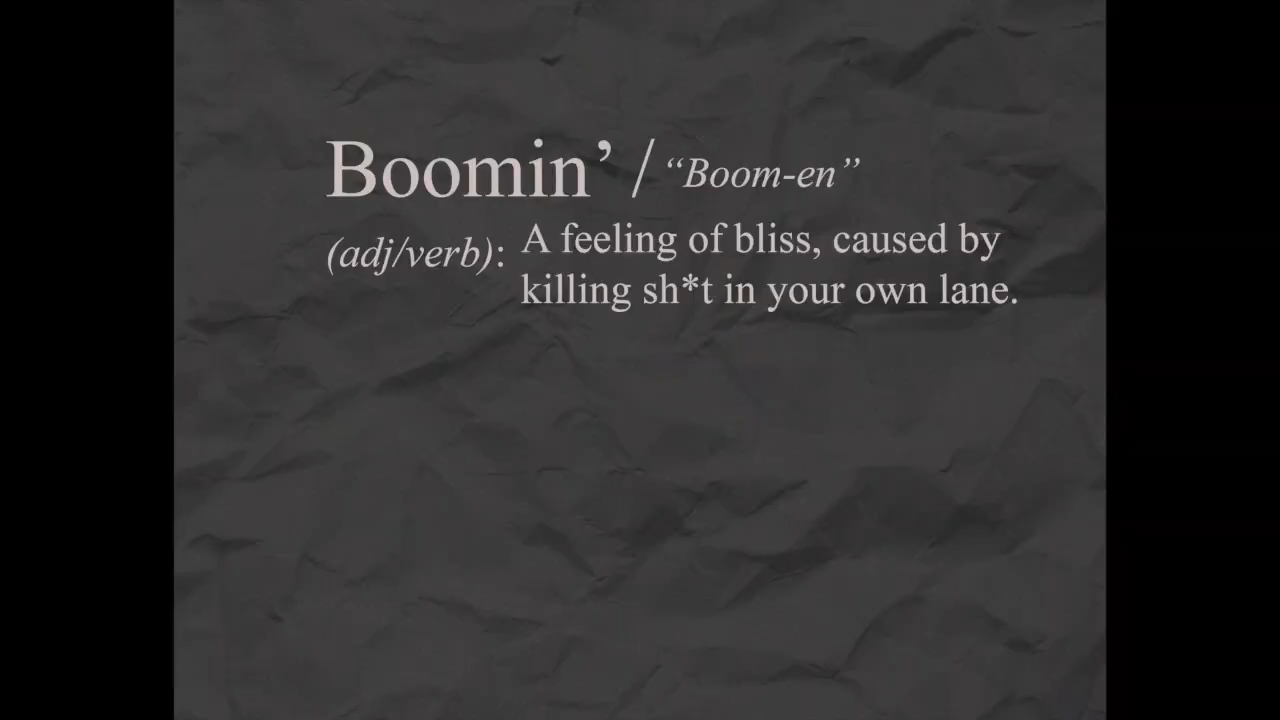 Boomin’ / “Boom-en”
(adj/verb): A feeling of bliss, caused by
killing sh*t in your own lane.